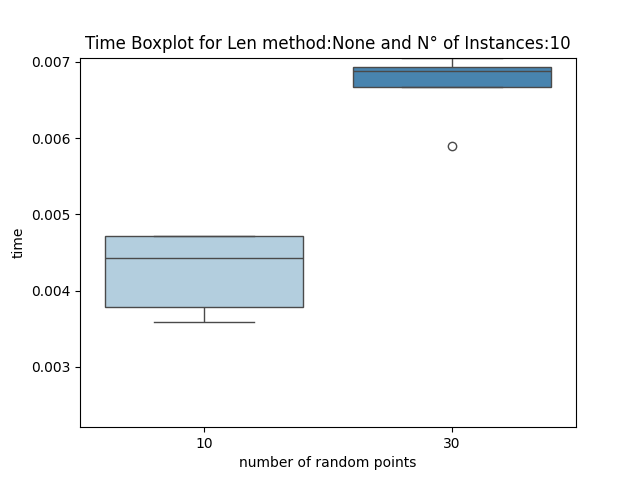 Time Boxplot for Len method:None and N° of Instances:10
0.007
0.006
0.005
0.004
0.003
time
10
30
number of random points